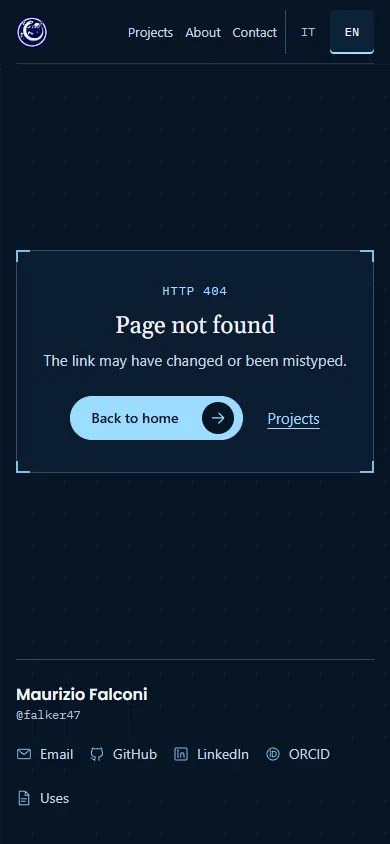 Projects About Contact IT EN
HTTP 404
Page not found
The link may have changed or been mistyped.
Back to home Projects
Maurizio Falconi
@falker47
Email GitHub LinkedIn ORCID
Uses